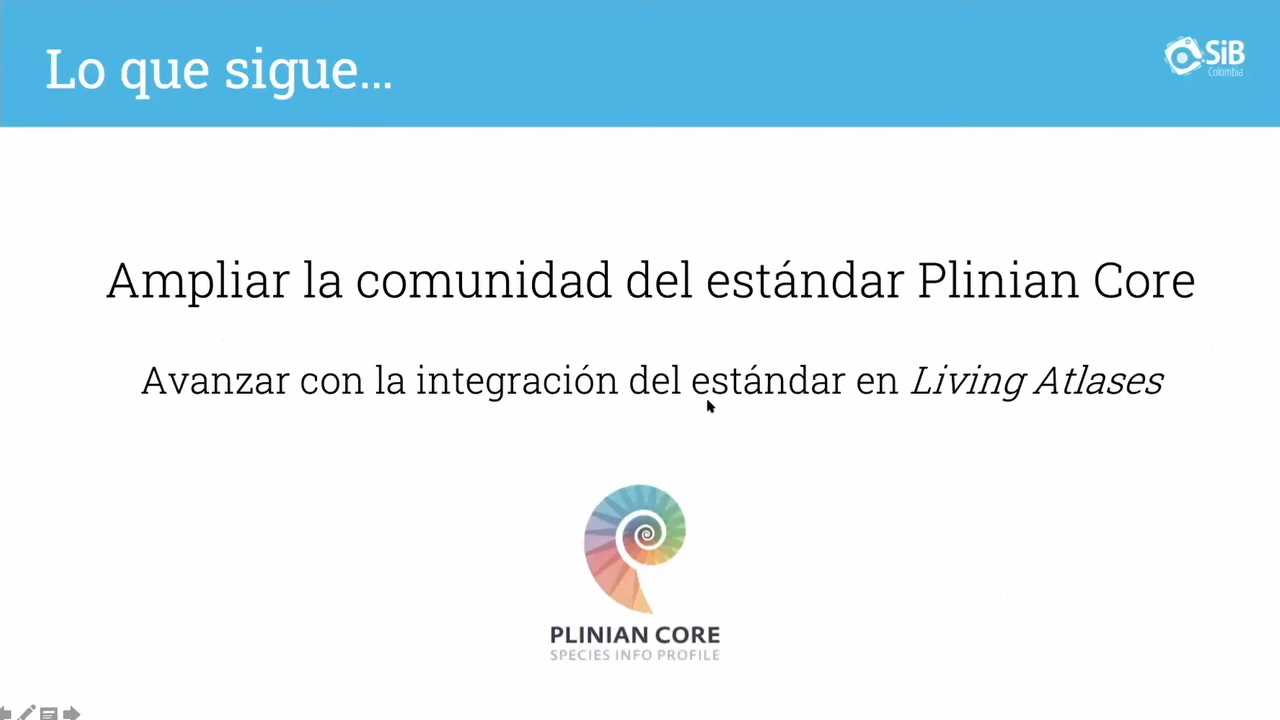 Lo que sigue...
SiB
Colombia
Ampliar la comunidad del estándar Plinian Core
Avanzar con la integración del estándar en Living Atlases
PLINIAN CORE
SPECIES INFO PROFILE